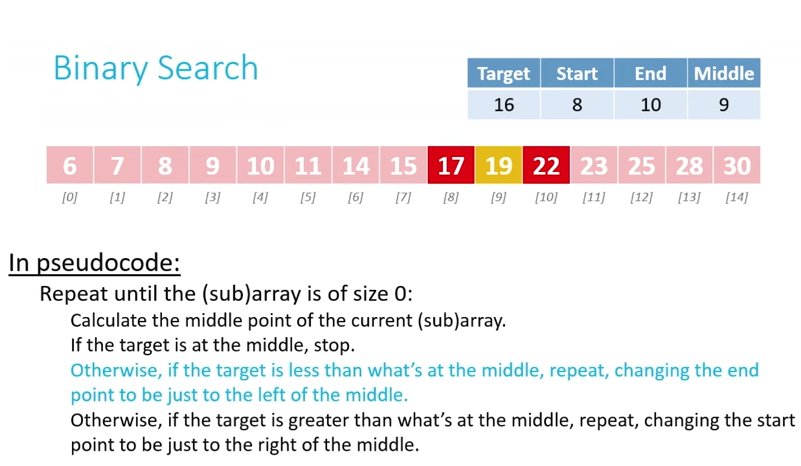 Binary Search
Target Start End Middle
16 8 10 9
6 7 8 9 10 11 14 15 17 19 22 23 25 28 30
[0] [1] [2] [3] [4] [5] [6] [7] [8] [9] [10] [11] [12] [13] [14]
In pseudocode:
Repeat until the (sub)array is of size 0:
Calculate the middle point of the current (sub)array.
If the target is at the middle, stop.
Otherwise, if the target is less than what's at the middle, repeat, changing the end
point to be just to the left of the middle.
Otherwise, if the target is greater than what's at the middle, repeat, changing the start
point to be just to the right of the middle.